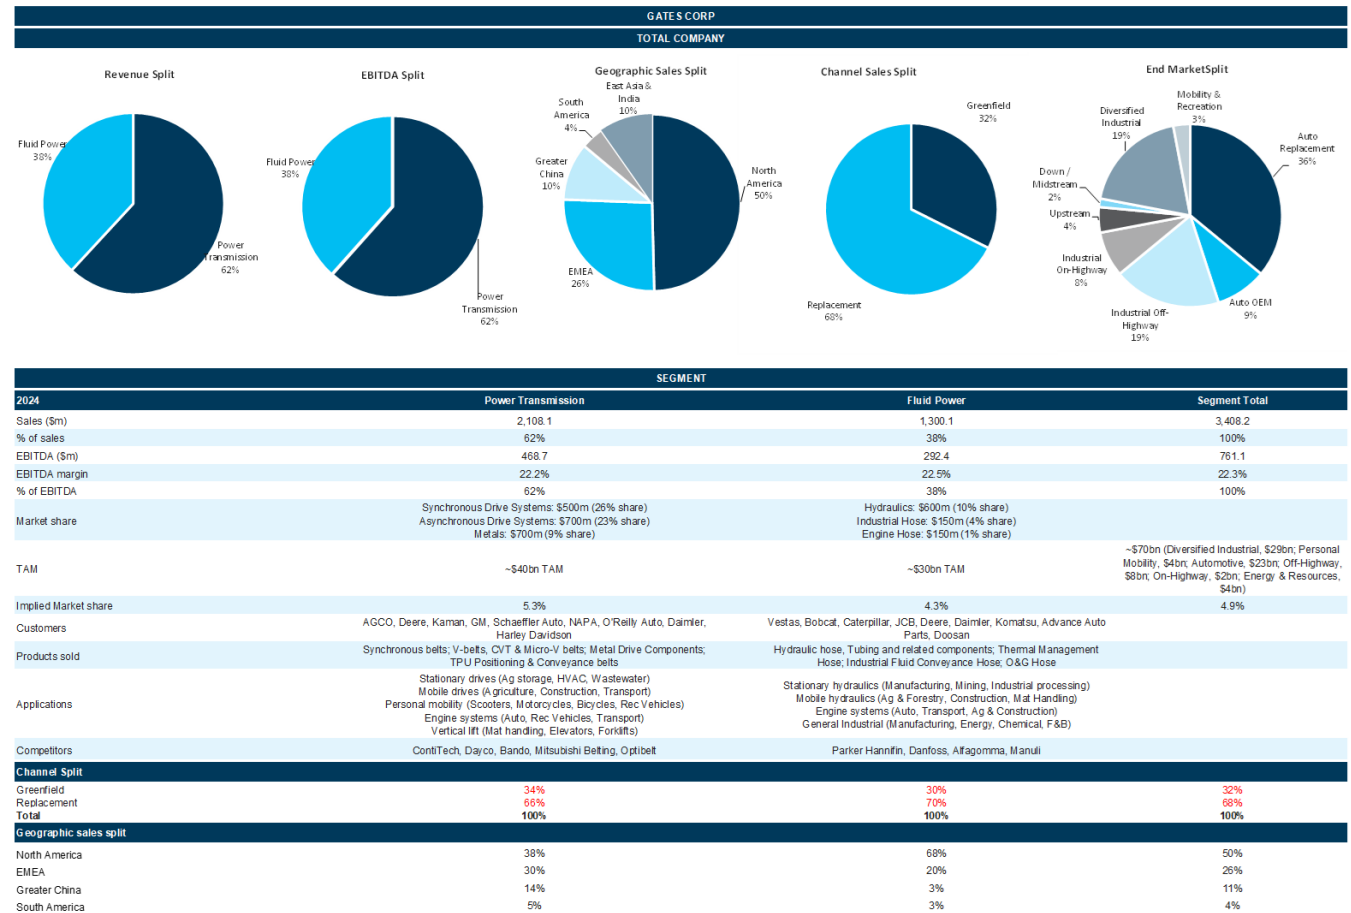 GATES CORP
TOTAL COMPANY
Revenue Split
Fluid Power
38%
Power
Transmission
62%
EBITDA Split
Fluid Power
38%
Power
Transmission
62%
Geographic Sales Split
East Asia &
India
10%
South
America
4%
Greater
China
10%
EMEA
26%
North
America
50%
Channel Sales Split
Greenfield
32%
Replacement
68%
End MarketSplit
Mobility &
Recreation
3%
Diversified
Industrial
19%
Down /
Midstream
2%
Upstream
4%
Industrial
On-Highway
8%
Industrial Off-
Highway
19%
Auto OEM
9%
Auto
Replacement
36%
SEGMENT
2024 Power Transmission Fluid Power Segment Total
Sales ($m) 2,108.1 1,300.1 3,408.2
% of sales 62% 38% 100%
EBITDA ($m) 468.7 292.4 761.1
EBITDA margin 22.2% 22.5% 22.3%
% of EBITDA 62% 38% 100%
Market share
Synchronous Drive Systems: $500m (26% share)
Asynchronous Drive Systems: $700m (23% share)
Metals: $700m (9% share)
Hydraulics: $600m (10% share)
Industrial Hose: $150m (4% share)
Engine Hose: $150m (1% share)
TAM
~$40bn TAM
~$30bn TAM
~$70bn (Diversified Industrial, $29bn; Personal
Mobility, $4bn; Automotive, $23bn; Off-Highway,
$8bn; On-Highway, $2bn; Energy & Resources,
$4bn)
Implied Market share 5.3% 4.3% 4.9%
Customers
AGCO, Deere, Kaman, GM, Schaeffler Auto, NAPA, O'Reilly Auto, Daimler,
Harley Davidson
Vestas, Bobcat, Caterpillar, JCB, Deere, Daimler, Komatsu, Advance Auto
Parts, Doosan
Products sold
Synchronous belts; V-belts, CVT & Micro-V belts; Metal Drive Components;
TPU Positioning & Conveyance belts
Hydraulic hose, Tubing and related components; Thermal Management
Hose; Industrial Fluid Conveyance Hose; O&G Hose
Applications
Stationary drives (Ag storage, HVAC, Wastewater)
Mobile drives (Agriculture, Construction, Transport)
Personal mobility (Scooters, Motorcycles, Bicycles, Rec Vehicles)
Engine systems (Auto, Rec Vehicles, Transport)
Vertical lift (Mat handling, Elevators, Forklifts)
Stationary hydraulics (Manufacturing, Mining, Industrial processing)
Mobile hydraulics (Ag & Forestry, Construction, Mat Handling)
Engine systems (Auto, Transport, Ag & Construction)
General Industrial (Manufacturing, Energy, Chemical, F&B)
Competitors
ContiTech, Dayco, Bando, Mitsubishi Belting, Optibelt
Parker Hannifin, Danfoss, Alfagomma, Manuli
Channel Split
Greenfield 34% 30% 32%
Replacement 66% 70% 68%
Total 100% 100% 100%
Geographic sales split
North America 38% 68% 50%
EMEA 30% 20% 26%
Greater China 14% 3% 11%
South America 5% 3% 4%